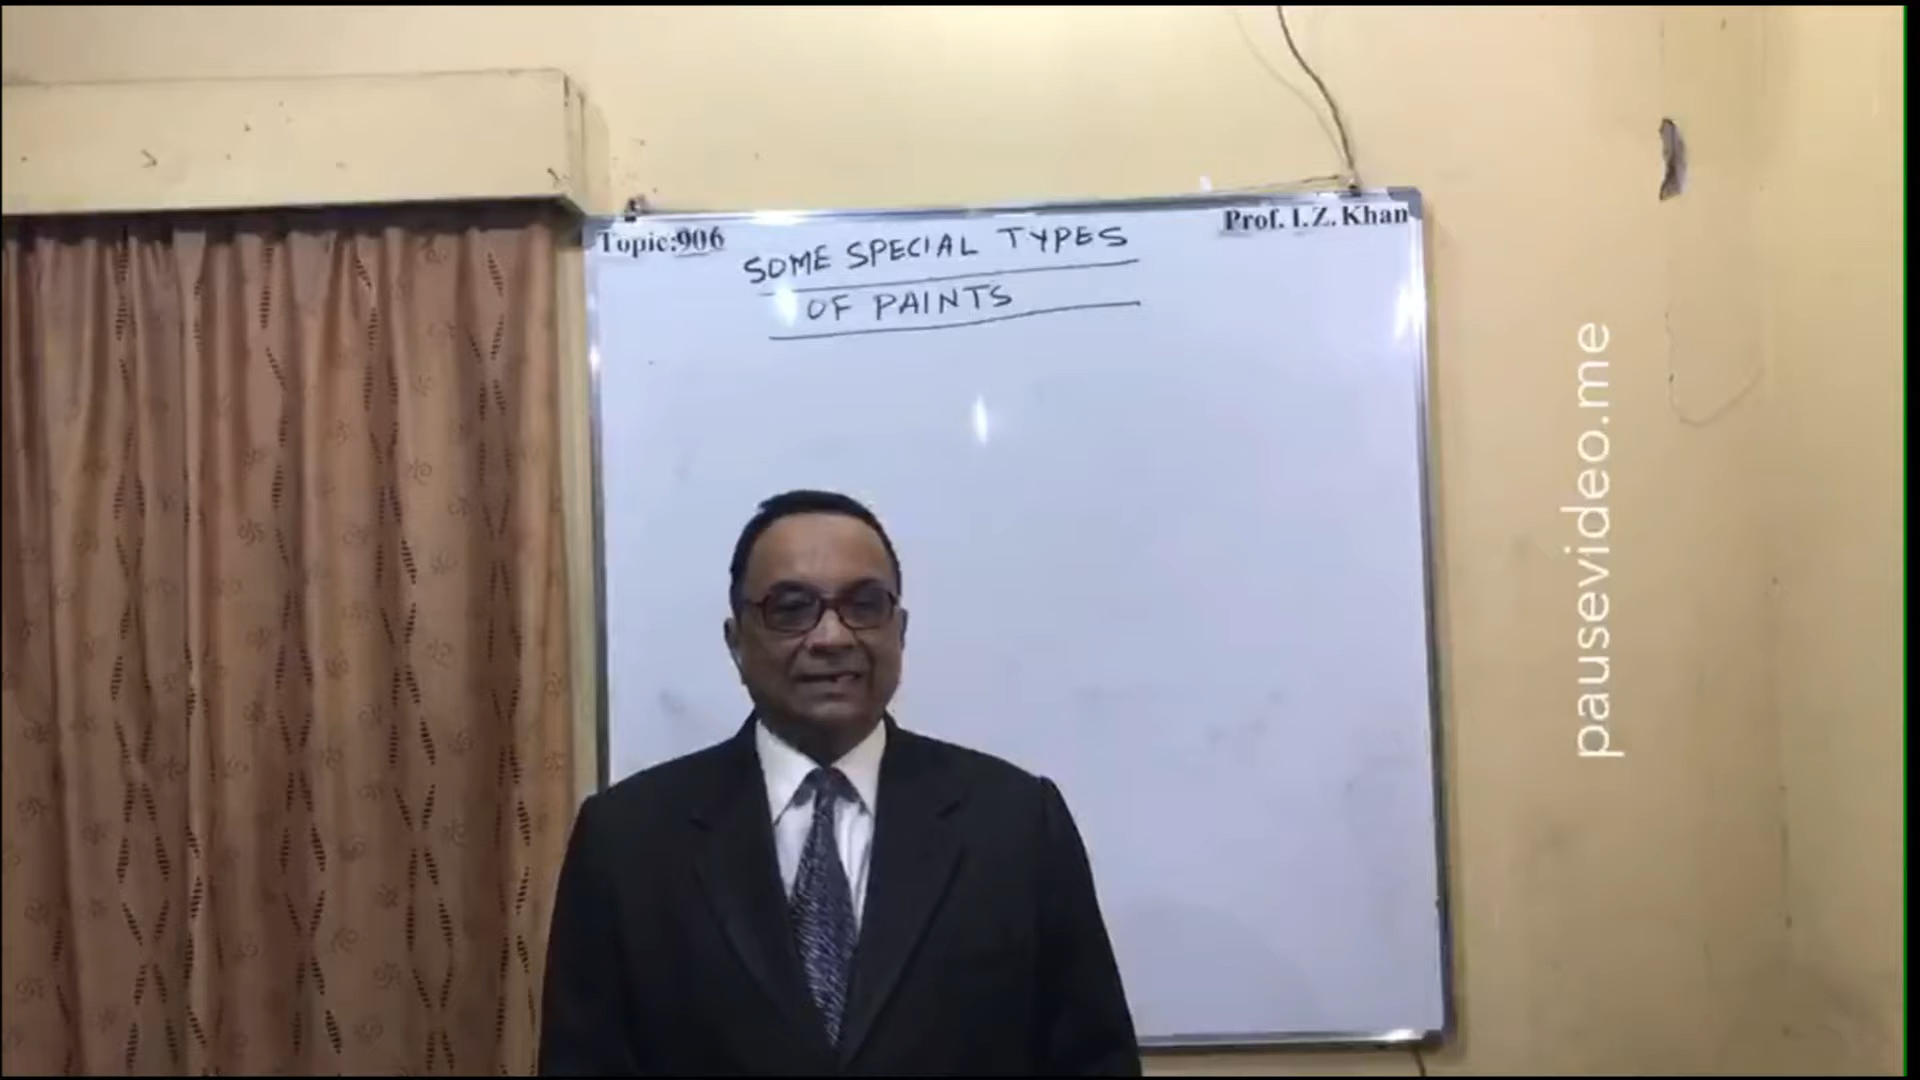 Topic:906
Prof. I. Z. Khan
SOME SPECIAL TYPES
OF PAINTS
pausevideo.me